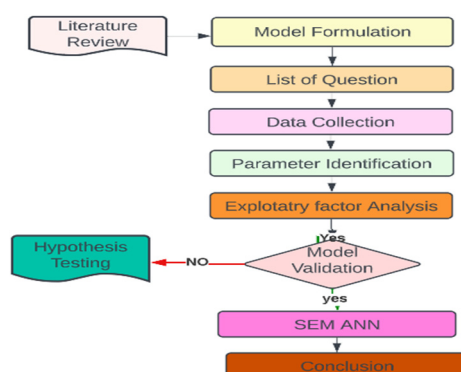 Literature
Review
Model Formulation
List of Question
Data Collection
Parameter Identification
Explotatry factor Analysis
Yes
Model
Validation
NO
Hypothesis
Testing
yes
SEM ANN
Conclusion